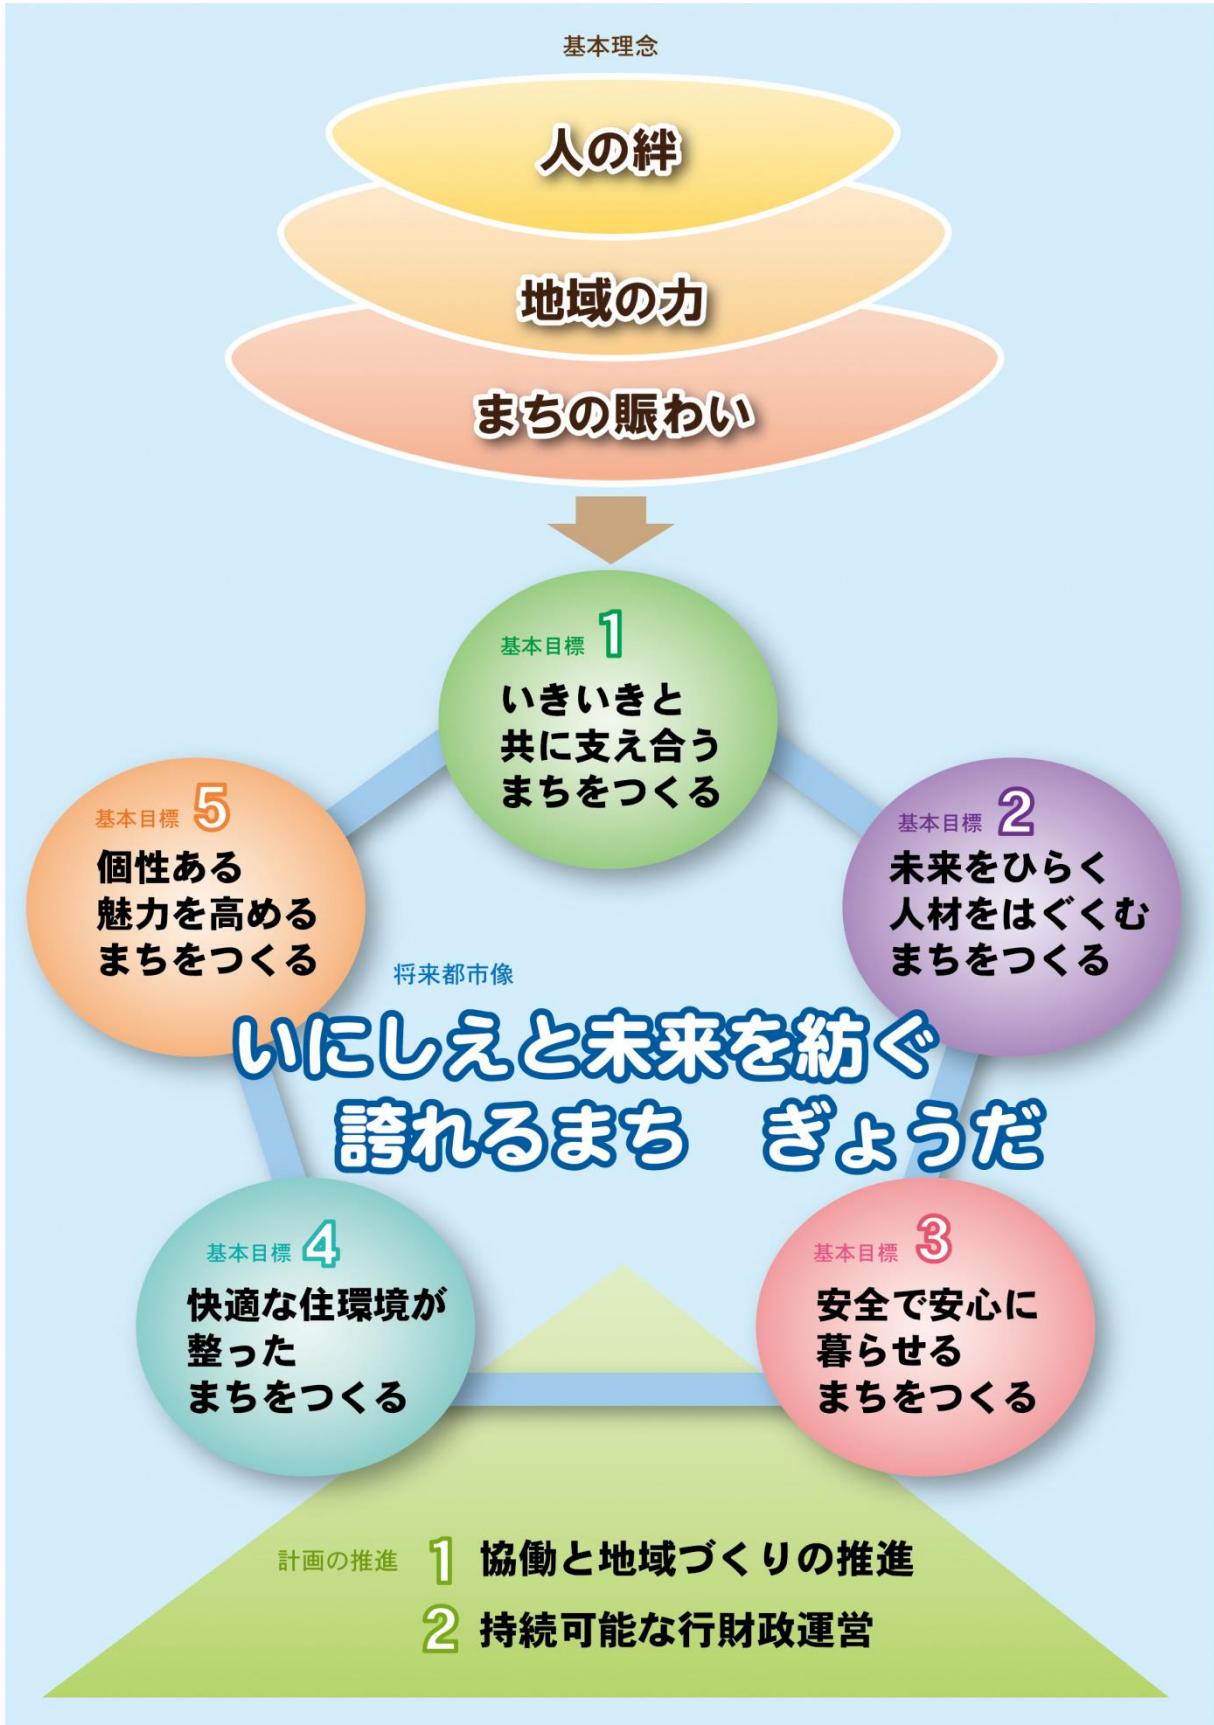 基本理念
人の絆
地域の力
まちの賑わい
基本目標 1
いきいきと
共に支え合う
まちをつくる
基本目標 2
未来をひらく
人材をはぐくむ
まちをつくる
基本目標 3
安全で安心に
暮らせる
まちをつくる
基本目標 4
快適な住環境が
整った
まちをつくる
基本目標 5
個性ある
魅力を高める
まちをつくる
将来都市像
いにしえと未来を紡ぐ
誇れるまち　ぎょうだ
計画の推進 1 協働と地域づくりの推進
2 持続可能な行財政運営